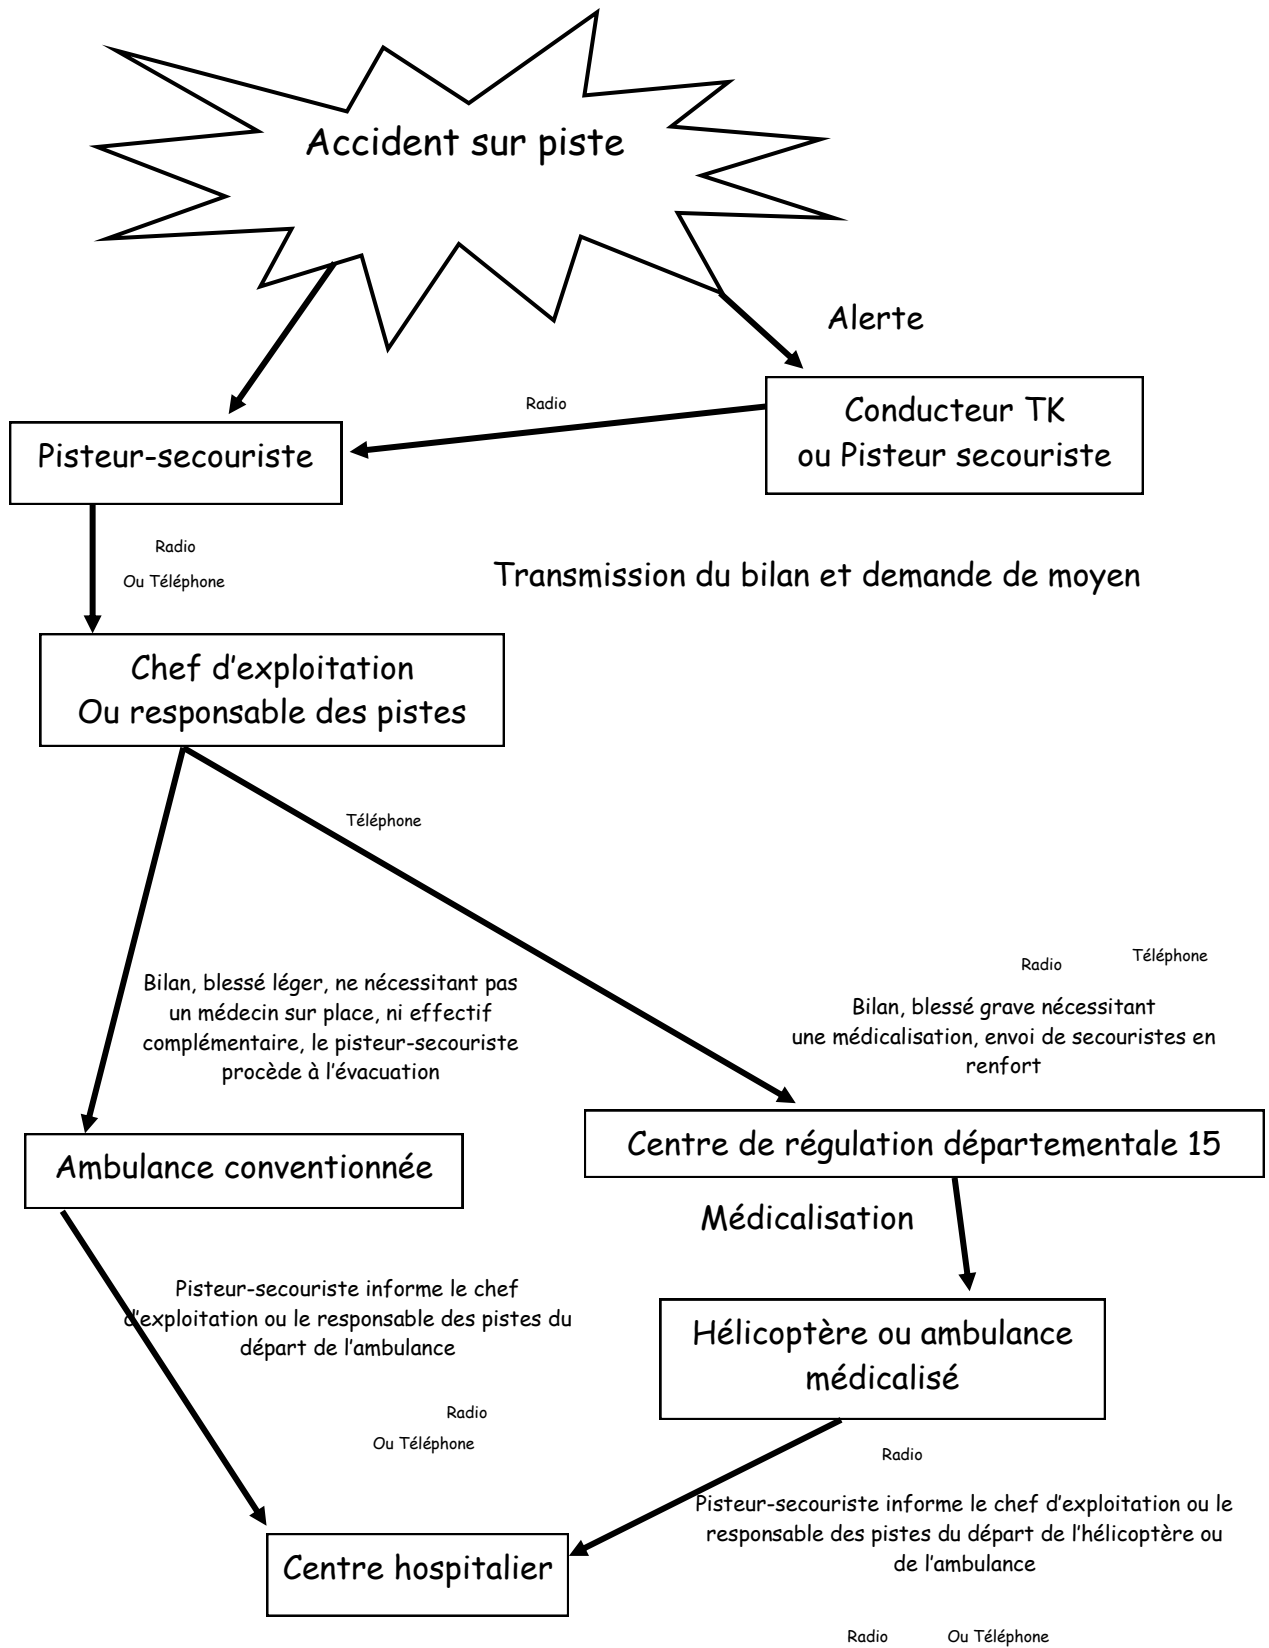 Accident sur piste
Alerte
Radio
Conducteur TK
ou Pisteur secouriste
Pisteur-secouriste
Radio
Ou Téléphone
Transmission du bilan et demande de moyen
Chef d’exploitation
Ou responsable des pistes
Téléphone
Radio
Téléphone
Bilan, blessé léger, ne nécessitant pas
un médecin sur place, ni effectif
complémentaire, le pisteur-secouriste
procède à l’évacuation
Bilan, blessé grave nécessitant
une médicalisation, envoi de secouristes en
renfort
Ambulance conventionnée
Centre de régulation départementale 15
Médicalisation
Pisteur-secouriste informe le chef
d’exploitation ou le responsable des pistes du
départ de l’ambulance
Hélicoptère ou ambulance
médicalisé
Radio
Ou Téléphone
Radio
Pisteur-secouriste informe le chef d’exploitation ou le
responsable des pistes du départ de l’hélicoptère ou
de l’ambulance
Centre hospitalier
Radio
Ou Téléphone